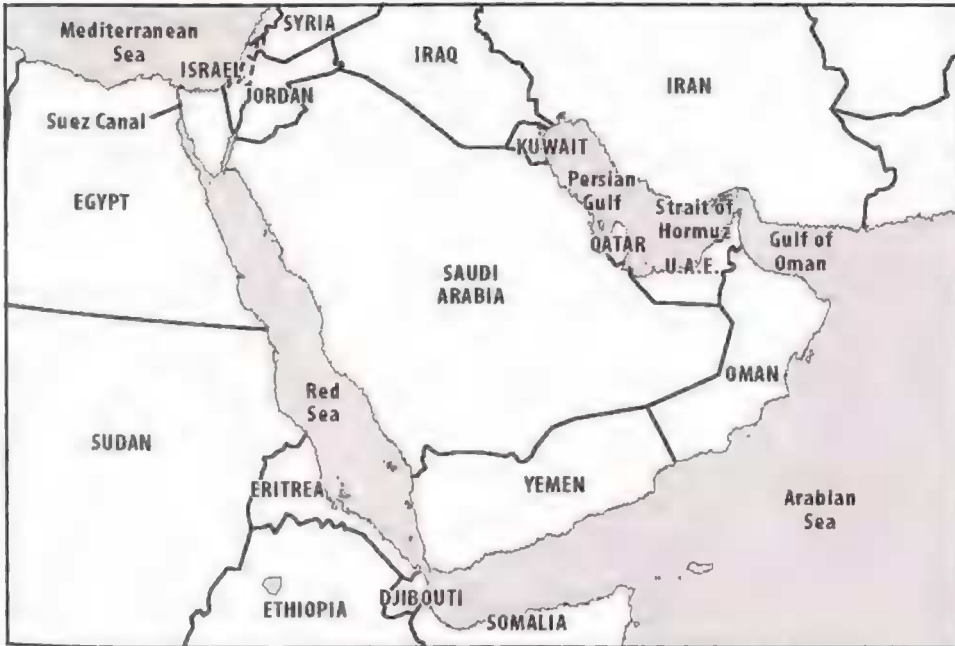 Mediterranean
Sea
SYRIA
IRAQ
IRAN
ISRAEL
JORDAN
Suez Canal
KUWAIT
EGYPT
Persian
Gulf
Strait of
Hormuz
QATAR
U.A.E.
Gulf of
Oman
SAUDI
ARABIA
OMAN
Red
Sea
SUDAN
ERITREA
YEMEN
Arabian
Sea
ETHIOPIA
DJIBOUTI
SOMALIA